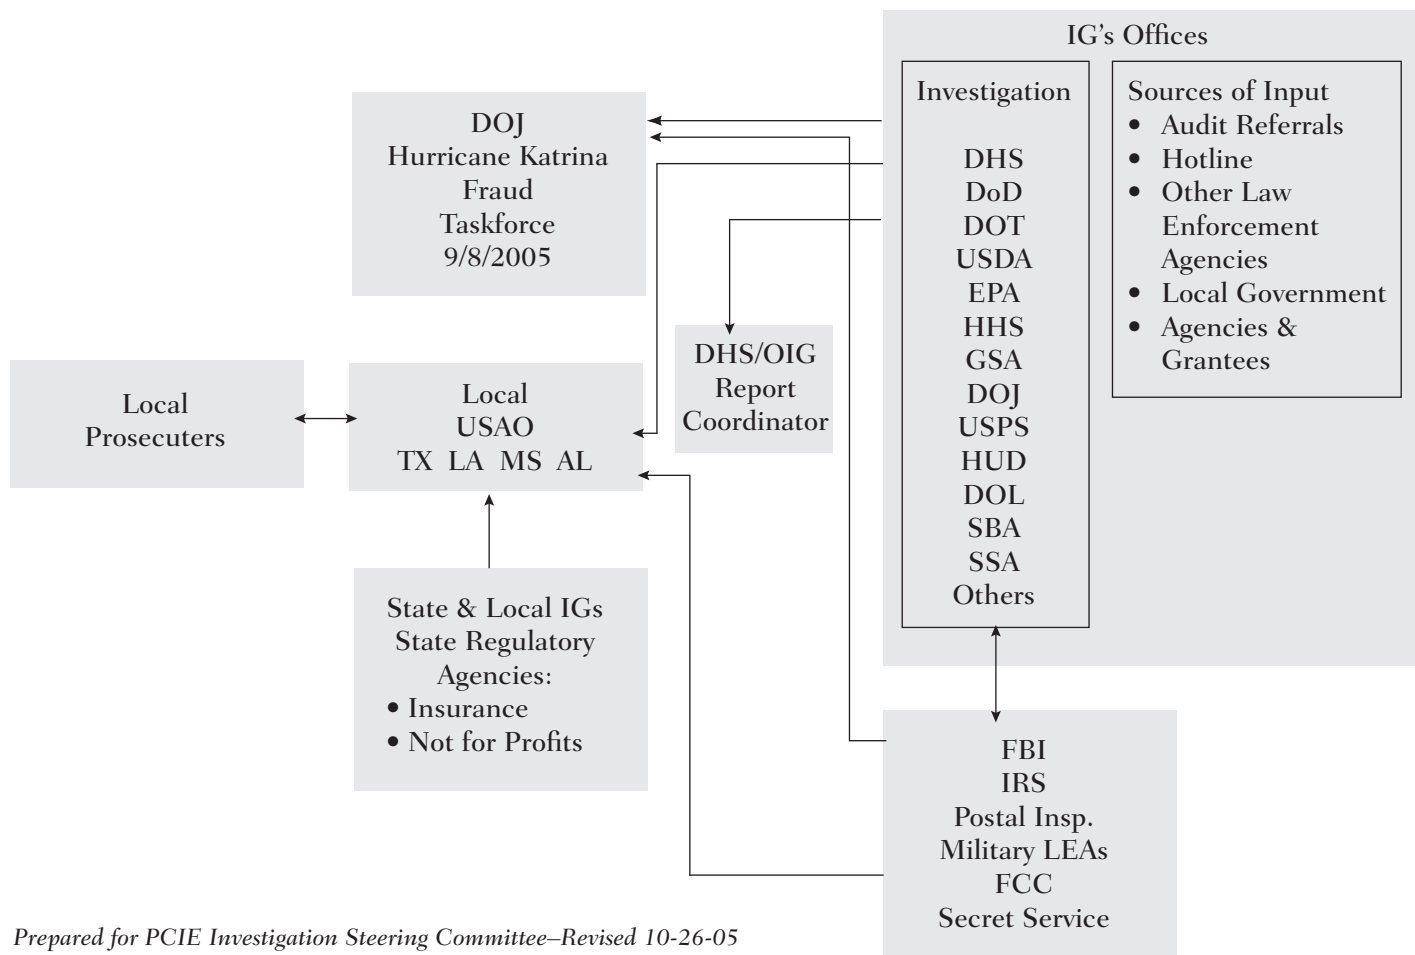 IG's Offices
Investigation
DHS
DoD
DOT
USDA
EPA
HHS
GSA
DOJ
USPS
HUD
DOL
SBA
SSA
Others
Sources of Input
• Audit Referrals
• Hotline
• Other Law
Enforcement
Agencies
• Local Government
• Agencies &
Grantees
DOJ
Hurricane Katrina
Fraud
Taskforce
9/8/2005
DHS/OIG
Report
Coordinator
Local
Prosecuters
Local
USAO
TX LA MS AL
State & Local IGs
State Regulatory
Agencies:
• Insurance
• Not for Profits
FBI
IRS
Postal Insp.
Military LEAs
FCC
Secret Service
Prepared for PCIE Investigation Steering Committee–Revised 10-26-05